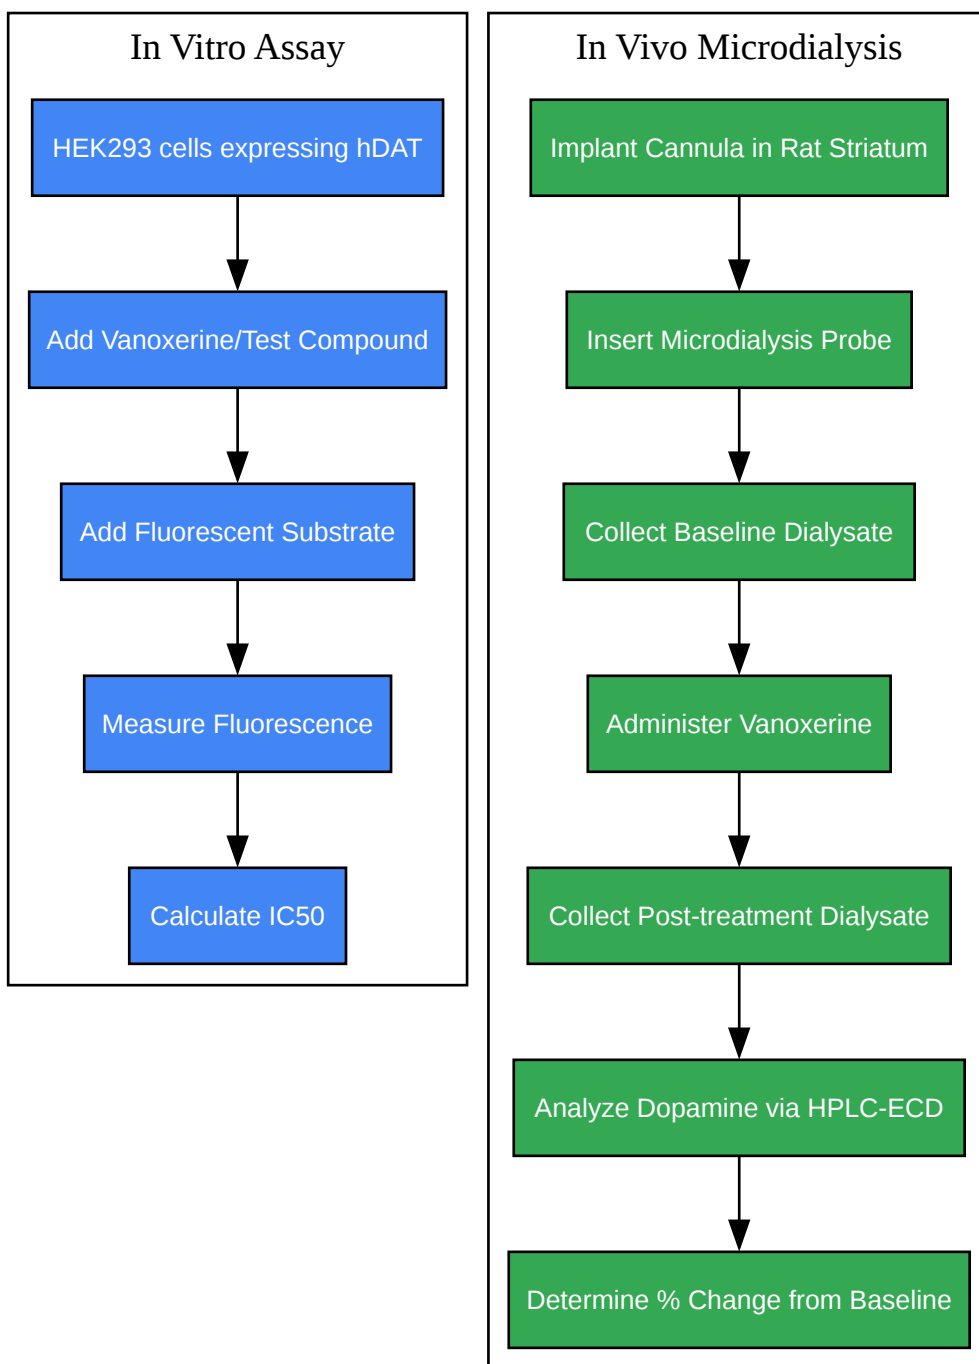 In Vitro Assay
HEK293 cells expressing hDAT
Add Vanoxerine/Test Compound
Add Fluorescent Substrate
Measure Fluorescence
Calculate IC50
In Vivo Microdialysis
Implant Cannula in Rat Striatum
Insert Microdialysis Probe
Collect Baseline Dialysate
Administer Vanoxerine
Collect Post-treatment Dialysate
Analyze Dopamine via HPLC-ECD
Determine % Change from Baseline